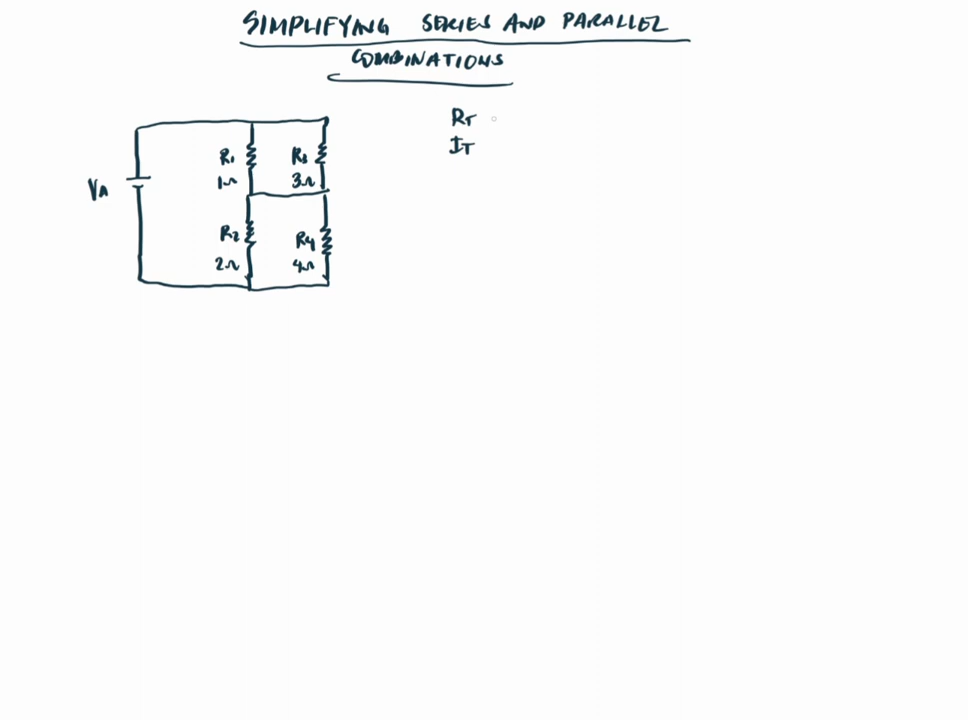 SIMPLIFYING SERIES AND PARALLEL
COMBINATIONS
RT
IT
R1
R3
1Ω
3Ω
VA
R2
R4
2Ω
4Ω